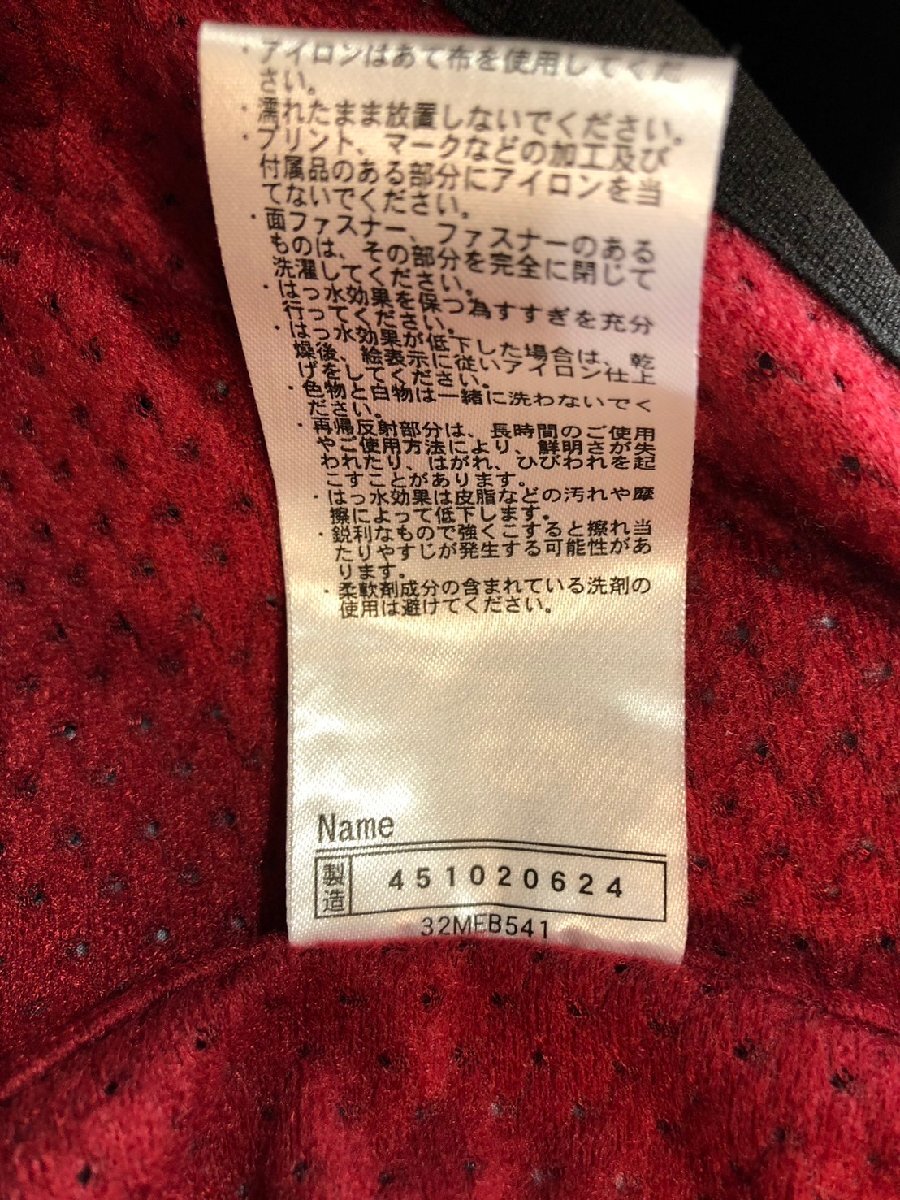 ・アイロンはあて布を使用してくだ
さい。
・濡れたまま放置しないでください。
・プリント、マークなどの加工及び
付属品のある部分にアイロンを当
てないでください。
・面ファスナー、ファスナーのある
ものは、その部分を完全に閉じて
洗濯してください。
・はっ水効果を保つ為すすぎを充分
行ってください。
・はっ水効果が低下した場合は、乾
燥後、絵表示に従いアイロン仕上
げをしてください。
・色物と白物は一緒に洗わないでく
ださい。
・再帰反射部分は、長時間のご使用
やご使用方法により、鮮明さが失
われたり、はがれ、ひびわれを起
こすことがあります。
・はっ水効果は皮脂などの汚れや摩
擦によって低下します。
・鋭利なもので強くこすると擦れ当
たりやすじが発生する可能性があ
ります。
・柔軟剤成分の含まれている洗剤の
使用は避けてください。
Name
製造 451020624
32MEB541